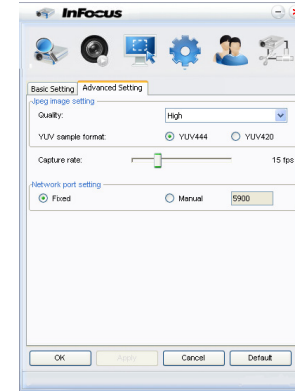 InFocus
Basic Setting Advanced Setting
Jpeg image setting
Quality: High
YUV sample format: YUV444 YUV420
Capture rate: 15 fps
Network port setting
Fixed Manual 5900
OK Apply Cancel Default